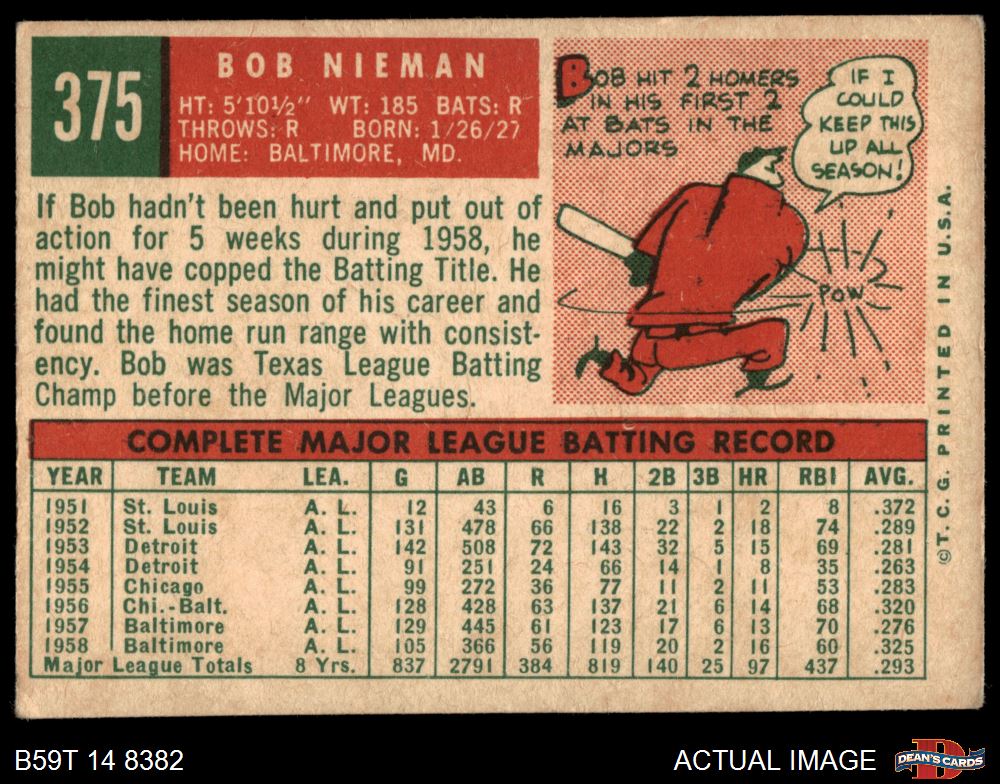 375
BOB NIEMAN
HT: 5'10½" WT: 185 BATS: R
THROWS: R BORN: 1/26/27
HOME: BALTIMORE, MD.
If Bob hadn't been hurt and put out of
action for 5 weeks during 1958, he
might have copped the Batting Title. He
had the finest season of his career and
found the home run range with consist-
ency. Bob was Texas League Batting
Champ before the Major Leagues.
BOB HIT 2 HOMERS
IN HIS FIRST 2
AT BATS IN THE
MAJORS
IF I
COULD
KEEP THIS
UP ALL
SEASON!
POW
COMPLETE MAJOR LEAGUE BATTING RECORD
YEAR TEAM LEA. G AB R H 2B 3B HR RBI AVG.
1951 St. Louis A. L. 12 43 6 16 3 1 2 8 .372
1952 St. Louis A. L. 131 478 66 138 22 2 18 74 .289
1953 Detroit A. L. 142 508 72 143 32 5 15 69 .281
1954 Detroit A. L. 91 251 24 66 14 1 8 35 .263
1955 Chicago A. L. 99 272 36 77 11 2 11 53 .283
1956 Chi.-Balt. A. L. 128 428 63 137 21 6 14 68 .320
1957 Baltimore A. L. 129 445 61 123 17 6 13 70 .276
1958 Baltimore A. L. 105 366 56 119 20 2 16 60 .325
Major League Totals 8 Yrs. 837 2791 384 819 140 25 97 437 .293
©T. C. G. PRINTED IN U.S.A.
B59T 14 8382
ACTUAL IMAGE
DEAN'S CARDS